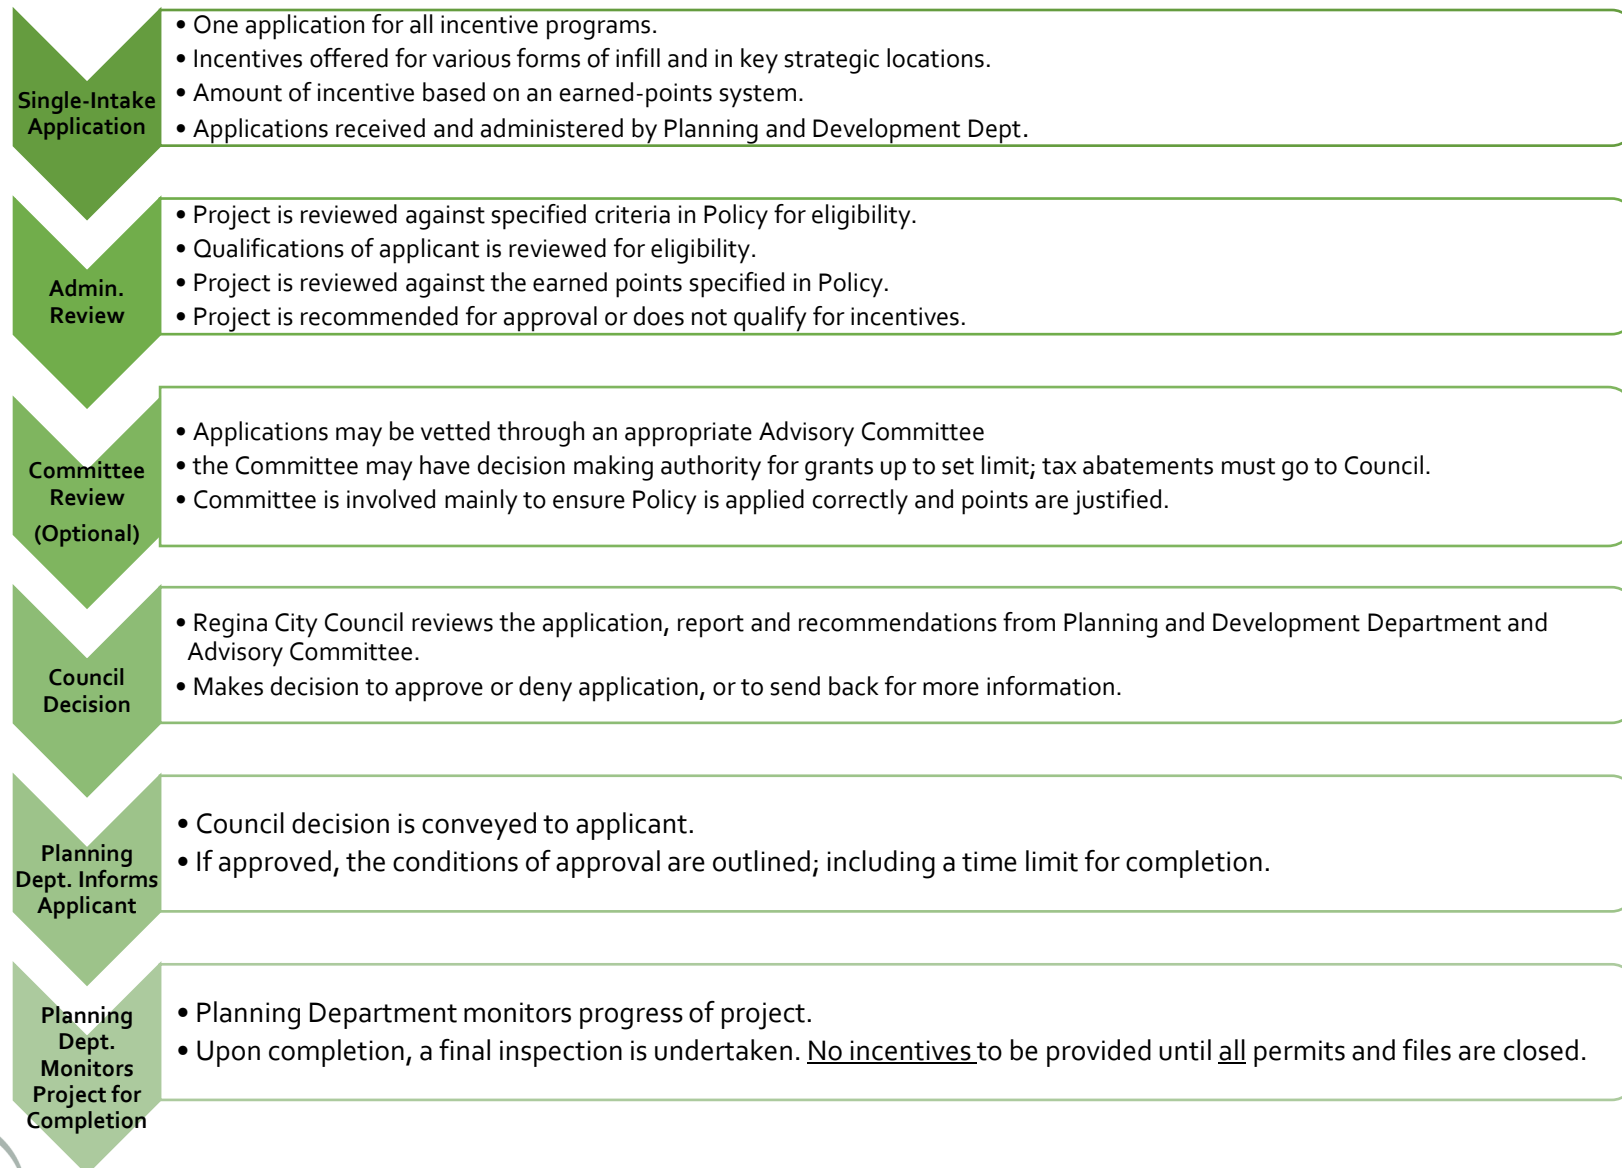 Single-Intake
Application
• One application for all incentive programs.
• Incentives offered for various forms of infill and in key strategic locations.
• Amount of incentive based on an earned-points system.
• Applications received and administered by Planning and Development Dept.
Admin.
Review
• Project is reviewed against specified criteria in Policy for eligibility.
• Qualifications of applicant is reviewed for eligibility.
• Project is reviewed against the earned points specified in Policy.
• Project is recommended for approval or does not qualify for incentives.
Committee
Review
(Optional)
• Applications may be vetted through an appropriate Advisory Committee
• the Committee may have decision making authority for grants up to set limit; tax abatements must go to Council.
• Committee is involved mainly to ensure Policy is applied correctly and points are justified.
Council
Decision
• Regina City Council reviews the application, report and recommendations from Planning and Development Department and
Advisory Committee.
• Makes decision to approve or deny application, or to send back for more information.
Planning
Dept. Informs
Applicant
• Council decision is conveyed to applicant.
• If approved, the conditions of approval are outlined; including a time limit for completion.
Planning
Dept.
Monitors
Project for
Completion
• Planning Department monitors progress of project.
• Upon completion, a final inspection is undertaken. No incentives to be provided until all permits and files are closed.